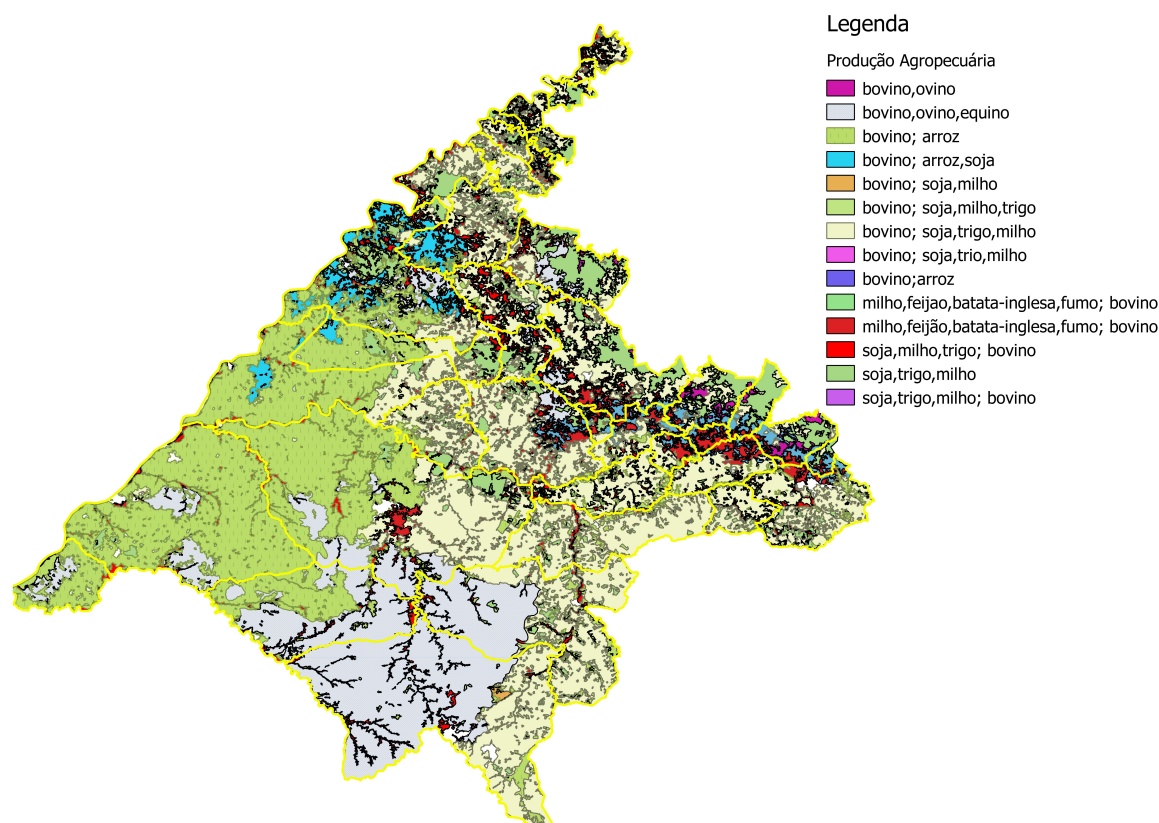 Legenda
Produção Agropecuária
bovino,ovino
bovino,ovino,equino
bovino; arroz
bovino; arroz,soja
bovino; soja,milho
bovino; soja,milho,trigo
bovino; soja,trigo,milho
bovino; soja,trio,milho
bovino;arroz
milho,feijao,batata-inglesa,fumo; bovino
milho,feijão,batata-inglesa,fumo; bovino
soja,milho,trigo; bovino
soja,trigo,milho
soja,trigo,milho; bovino